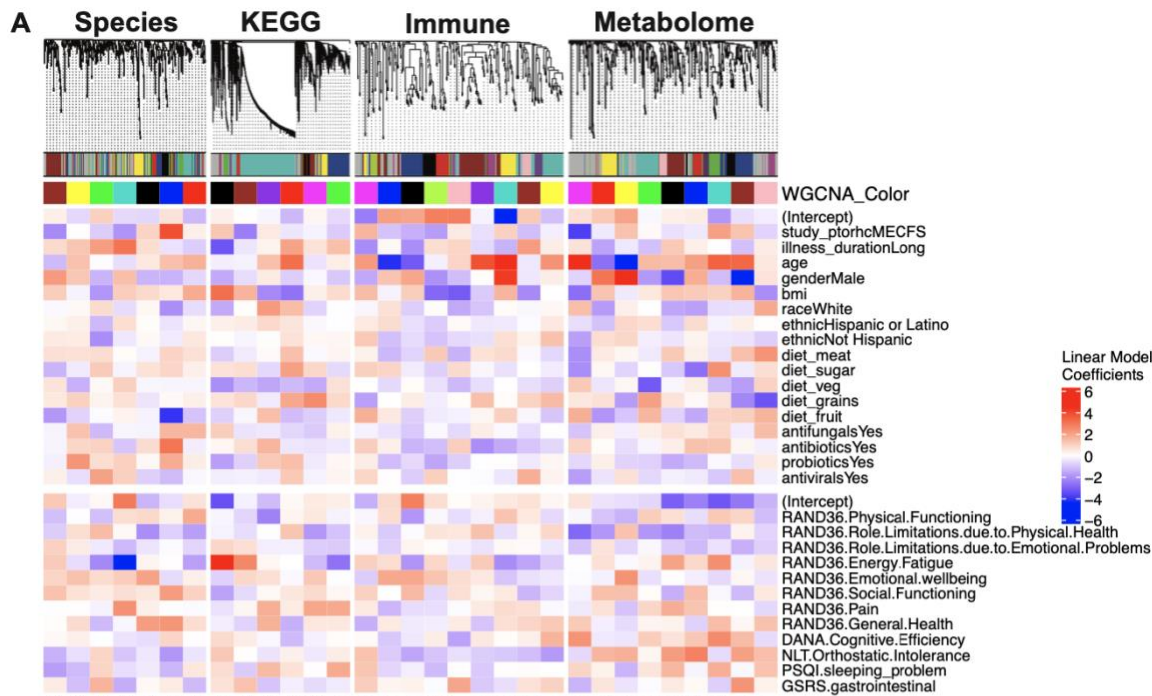 A
Species KEGG Immune Metabolome
WGCNA_Color
(Intercept)
study_ptorhcMECFS
illness_durationLong
age
genderMale
bmi
raceWhite
ethnicHispanic or Latino
ethnicNot Hispanic
diet_meat
diet_sugar
diet_veg
diet_grains
diet_fruit
antifungalsYes
antibioticsYes
probioticsYes
antiviralsYes
(Intercept)
RAND36.Physical.Functioning
RAND36.Role.Limitations.due.to.Physical.Health
RAND36.Role.Limitations.due.to.Emotional.Problems
RAND36.Energy.Fatigue
RAND36.Emotional.wellbeing
RAND36.Social.Functioning
RAND36.Pain
RAND36.General.Health
DANA.Cognitive.Efficiency
NLT.Orthostatic.Intolerance
PSQI.sleeping_problem
GSRS.gastrointestinal
Linear Model
Coefficients
6
4
2
0
−2
−4
−6